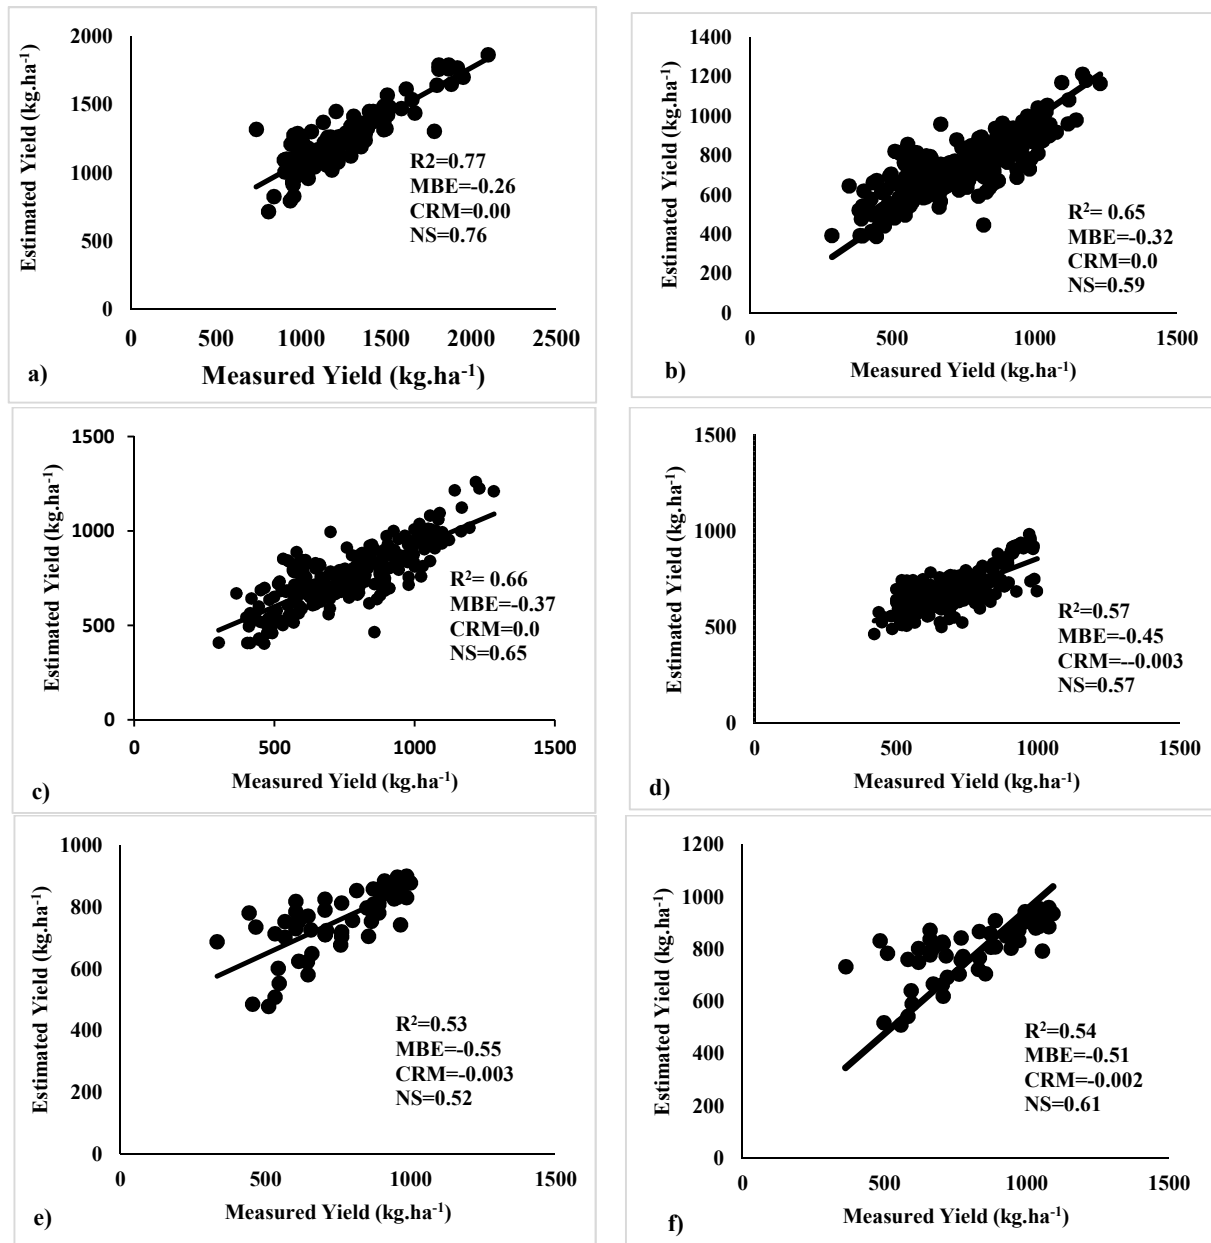 2000
1500
1000
500
0
Estimated Yield (kg.ha⁻¹)
R2=0.77
MBE=-0.26
CRM=0.00
NS=0.76
0 500 1000 1500 2000 2500
Measured Yield (kg.ha⁻¹)
a)
1400
1200
1000
800
600
400
200
0
Estimated Yield (kg.ha⁻¹)
R²= 0.65
MBE=-0.32
CRM=0.0
NS=0.59
0 500 1000 1500
Measured Yield (kg.ha⁻¹)
b)
1500
1000
500
0
Estimated Yield (kg.ha⁻¹)
R²= 0.66
MBE=-0.37
CRM=0.0
NS=0.65
0 500 1000 1500
Measured Yield (kg.ha⁻¹)
c)
1500
1000
500
0
Estimated Yield (kg.ha⁻¹)
R²=0.57
MBE=-0.45
CRM=--0.003
NS=0.57
0 500 1000 1500
Measured Yield (kg.ha⁻¹)
d)
1000
800
600
400
200
0
Estimated Yield (kg.ha⁻¹)
R²=0.53
MBE=-0.55
CRM=-0.003
NS=0.52
0 500 1000
Measured Yield (kg.ha⁻¹)
e)
1200
1000
800
600
400
200
0
Estimated Yield (kg.ha⁻¹)
R²=0.54
MBE=-0.51
CRM=-0.002
NS=0.61
0 500 1000 1500
Measured Yield (kg.ha⁻¹)
f)